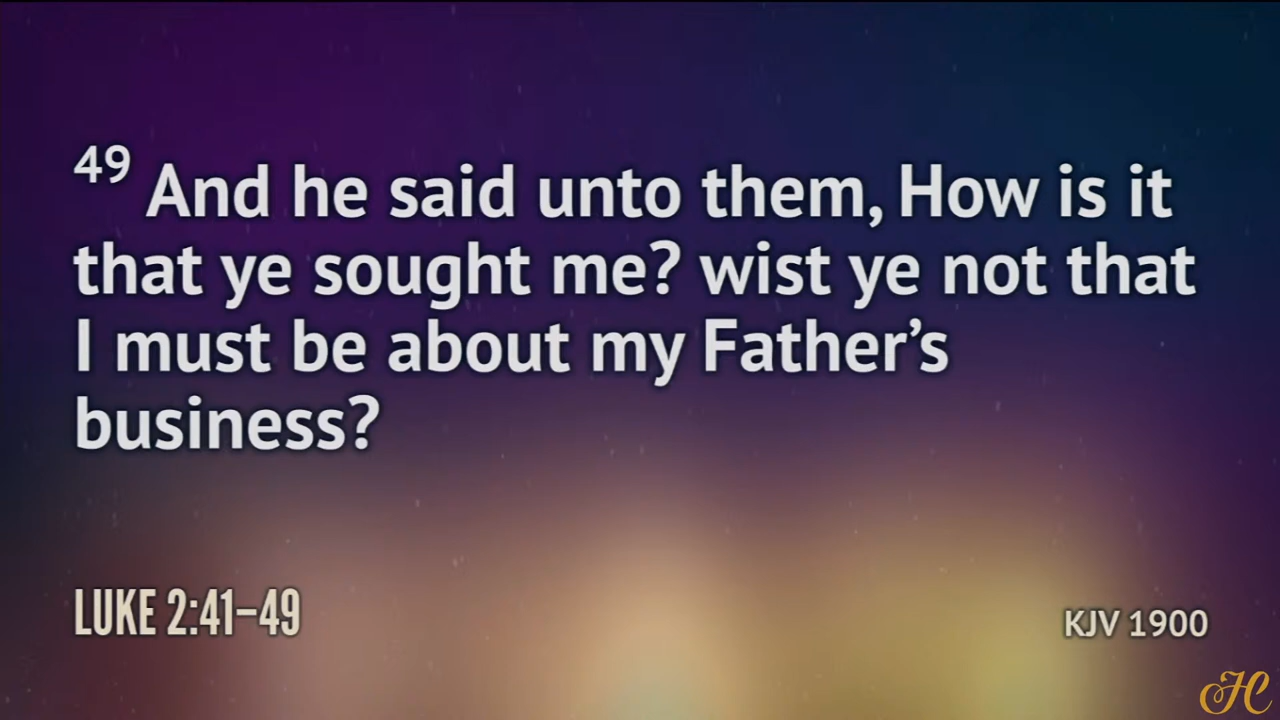 49 And he said unto them, How is it
that ye sought me? wist ye not that
I must be about my Father’s
business?
LUKE 2:41–49
KJV 1900